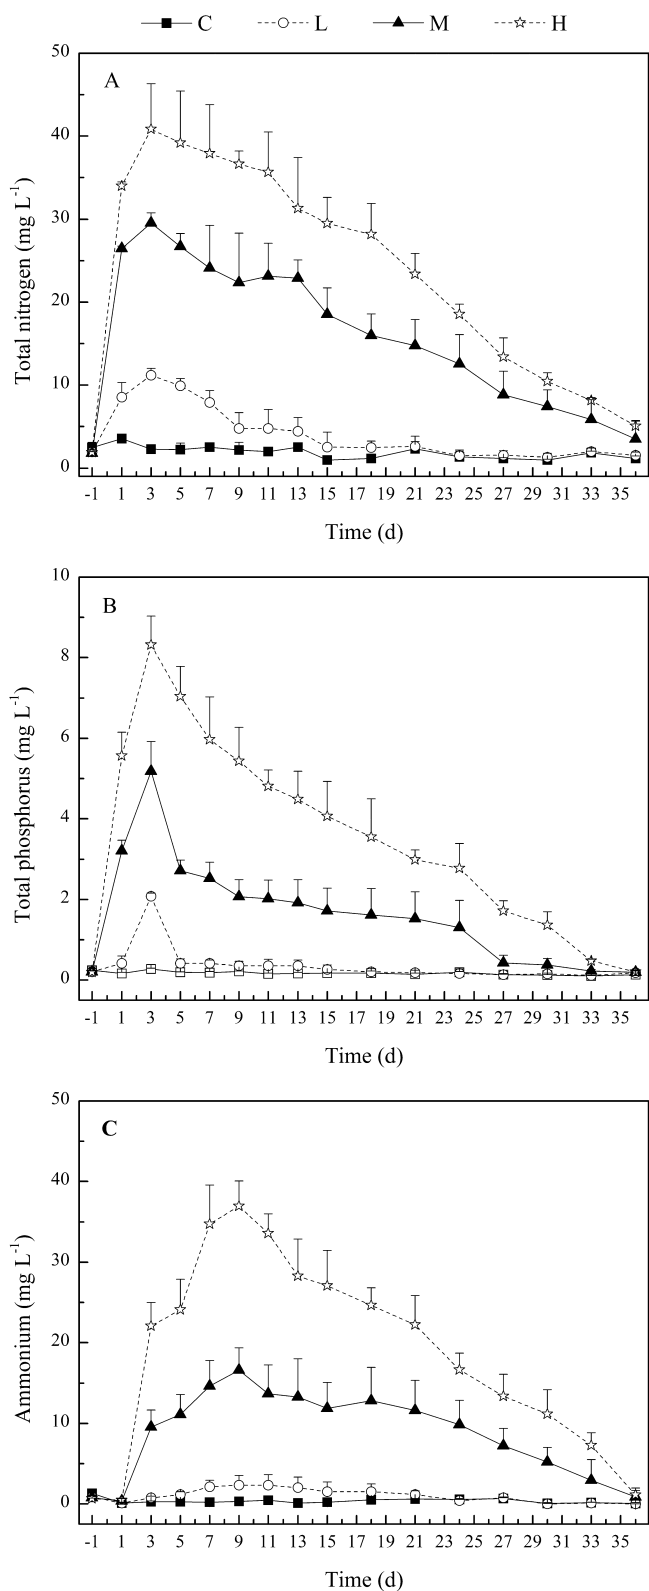 C L M H
A
50
40
30
20
10
0
Total nitrogen (mg L-1)
-1 1 3 5 7 9 11 13 15 17 19 21 23 25 27 29 31 33 35
Time (d)
B
10
8
6
4
2
0
Total phosphorus (mg L-1)
-1 1 3 5 7 9 11 13 15 17 19 21 23 25 27 29 31 33 35
Time (d)
C
50
40
30
20
10
0
Ammonium (mg L-1)
-1 1 3 5 7 9 11 13 15 17 19 21 23 25 27 29 31 33 35
Time (d)